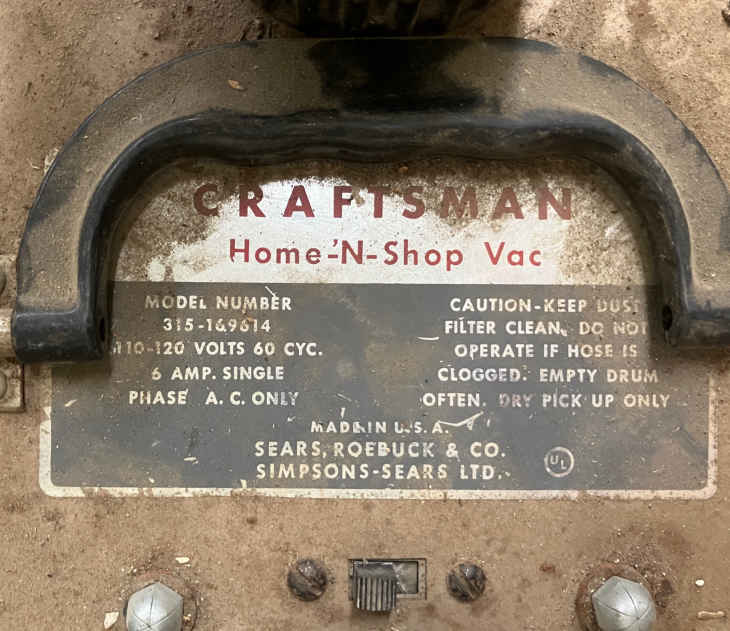 CRAFTSMAN
Home-'N-Shop Vac
MODEL NUMBER
315-169614
110-120 VOLTS 60 CYC.
6 AMP. SINGLE
PHASE A.C. ONLY
CAUTION-KEEP DUST
FILTER CLEAN. DO NOT
OPERATE IF HOSE IS
CLOGGED. EMPTY DRUM
OFTEN. DRY PICK UP ONLY
MADE IN U.S.A.
SEARS, ROEBUCK & CO.
SIMPSONS-SEARS LTD.
UL